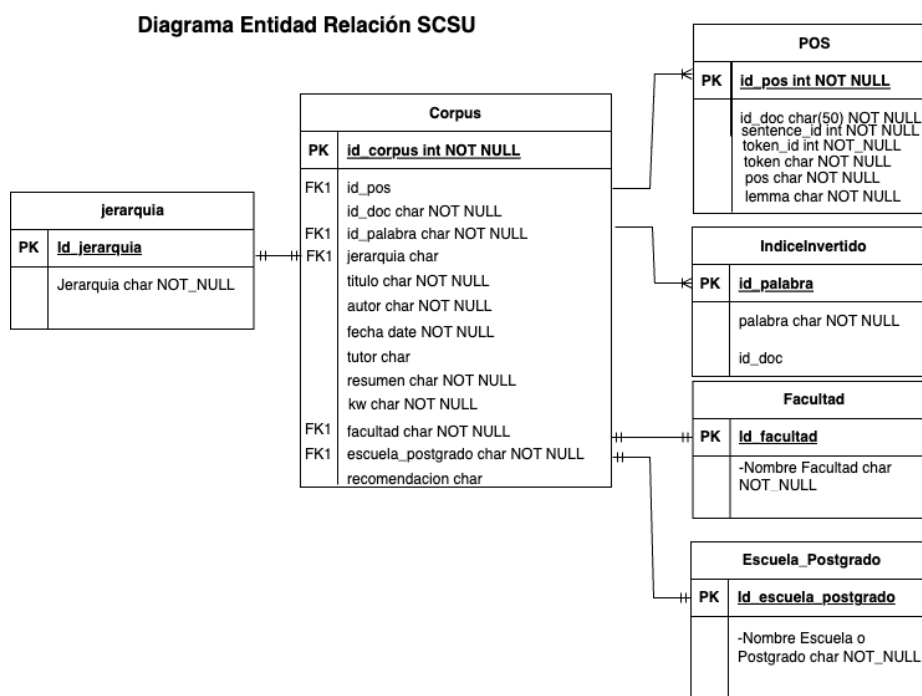 Diagrama Entidad Relación SCSU
jerarquia
PK Id_jerarquia
Jerarquia char NOT_NULL
Corpus
PK id_corpus int NOT NULL
FK1 id_pos
id_doc char NOT NULL
FK1 id_palabra char NOT NULL
FK1 jerarquia char
titulo char NOT NULL
autor char NOT NULL
fecha date NOT NULL
tutor char
resumen char NOT NULL
kw char NOT NULL
FK1 facultad char NOT NULL
FK1 escuela_postgrado char NOT NULL
recomendacion char
POS
PK id_pos int NOT NULL
id_doc char(50) NOT NULL
sentence_id int NOT NULL
token_id int NOT_NULL
token char NOT NULL
pos char NOT NULL
lemma char NOT NULL
IndiceInvertido
PK id_palabra
palabra char NOT NULL
id_doc
Facultad
PK Id_facultad
-Nombre Facultad char
NOT_NULL
Escuela_Postgrado
PK Id_escuela_postgrado
-Nombre Escuela o
Postgrado char NOT_NULL